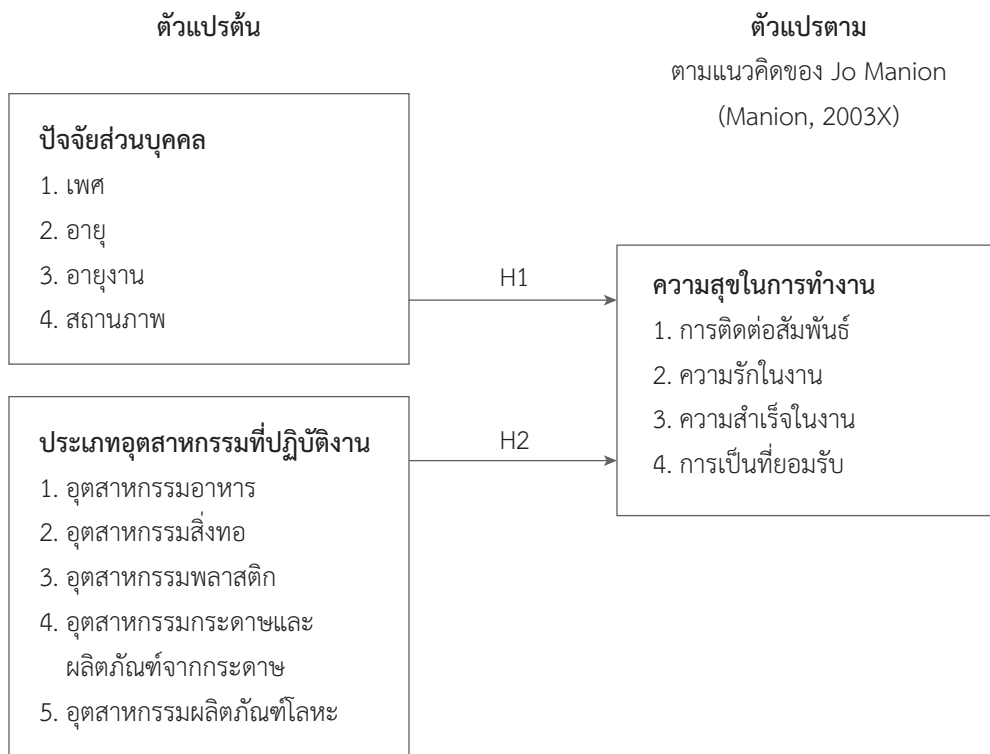 ตัวแปรต้น
ปัจจัยส่วนบุคคล
1. เพศ
2. อายุ
3. อายุงาน
4. สถานภาพ
ประเภทอุตสาหกรรมที่ปฏิบัติงาน
1. อุตสาหกรรมอาหาร
2. อุตสาหกรรมสิ่งทอ
3. อุตสาหกรรมพลาสติก
4. อุตสาหกรรมกระดาษและ
ผลิตภัณฑ์จากกระดาษ
5. อุตสาหกรรมผลิตภัณฑ์โลหะ
H1
H2
ตัวแปรตาม
ตามแนวคิดของ Jo Manion
(Manion, 2003X)
ความสุขในการทำงาน
1. การติดต่อสัมพันธ์
2. ความรักในงาน
3. ความสำเร็จในงาน
4. การเป็นที่ยอมรับ